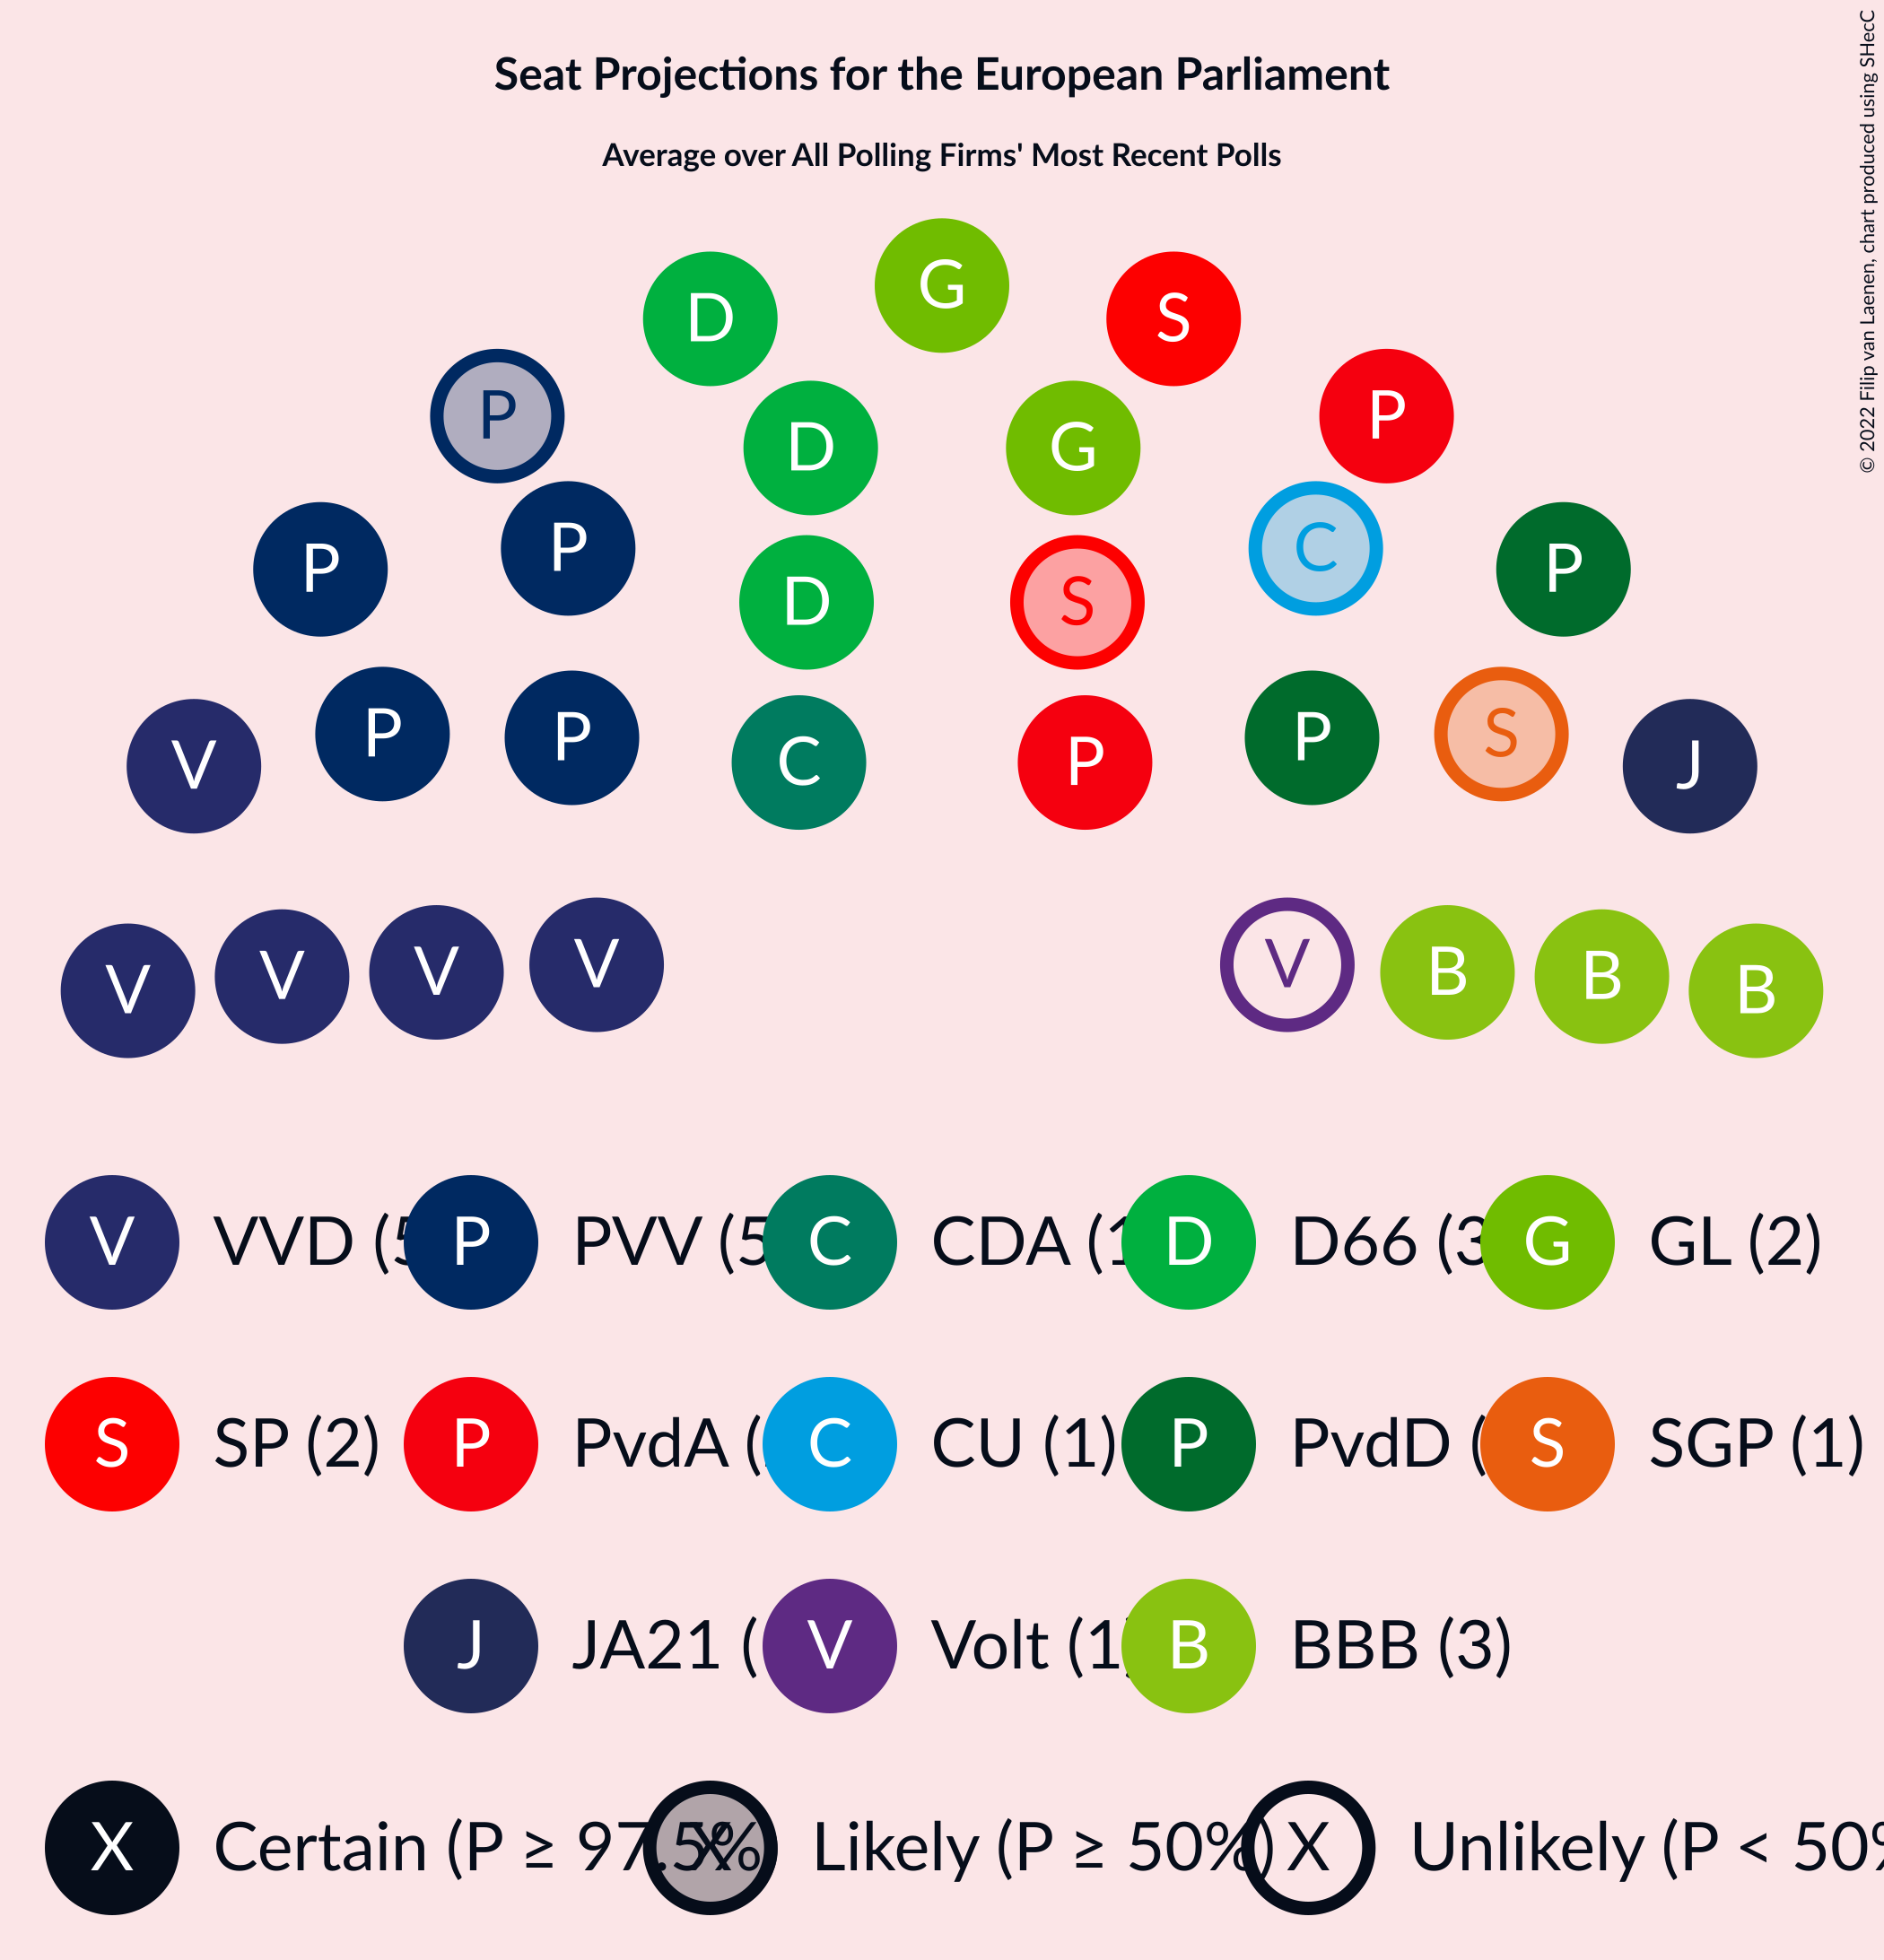 Seat Projections for the European Parliament
Average over All Polling Firms' Most Recent Polls
© 2022 Filip van Laenen, chart produced using SHecC
G
D S
P P
D G
P P C P
D S
V P P C P P S J
V V V V V B B B
V VVD (5 P PVV (5 C CDA (1 D D66 (3 G GL (2)
S SP (2) P PvdA ( C CU (1) P PvdD ( S SGP (1)
J JA21 ( V Volt (1) B BBB (3)
X Certain (P ≥ 97.5% X Likely (P ≥ 50%) X Unlikely (P < 50%